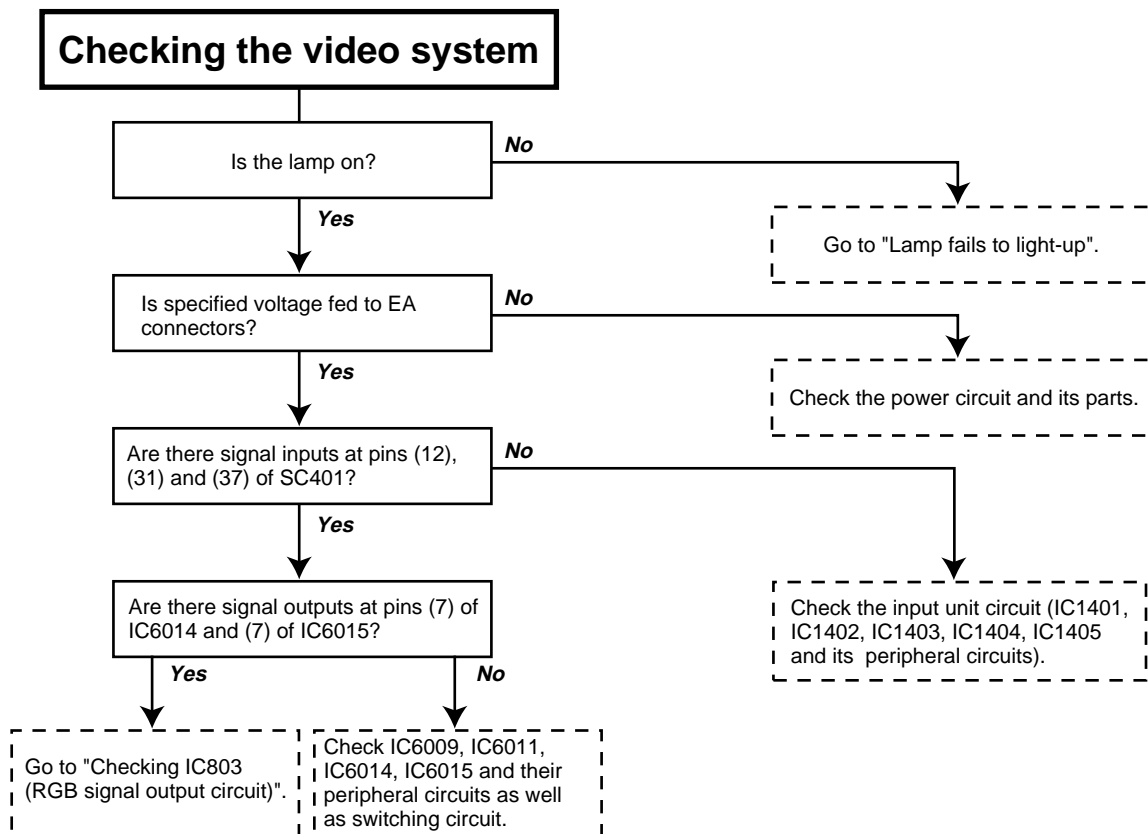 Checking the video system
Is the lamp on?
No
Yes
Go to "Lamp fails to light-up".
Is specified voltage fed to EA
connectors?
No
Yes
Check the power circuit and its parts.
Are there signal inputs at pins (12),
(31) and (37) of SC401?
No
Yes
Check the input unit circuit (IC1401,
IC1402, IC1403, IC1404, IC1405
and its peripheral circuits).
Are there signal outputs at pins (7) of
IC6014 and (7) of IC6015?
Yes
No
Go to "Checking IC803
(RGB signal output circuit)".
Check IC6009, IC6011,
IC6014, IC6015 and their
peripheral circuits as well
as switching circuit.